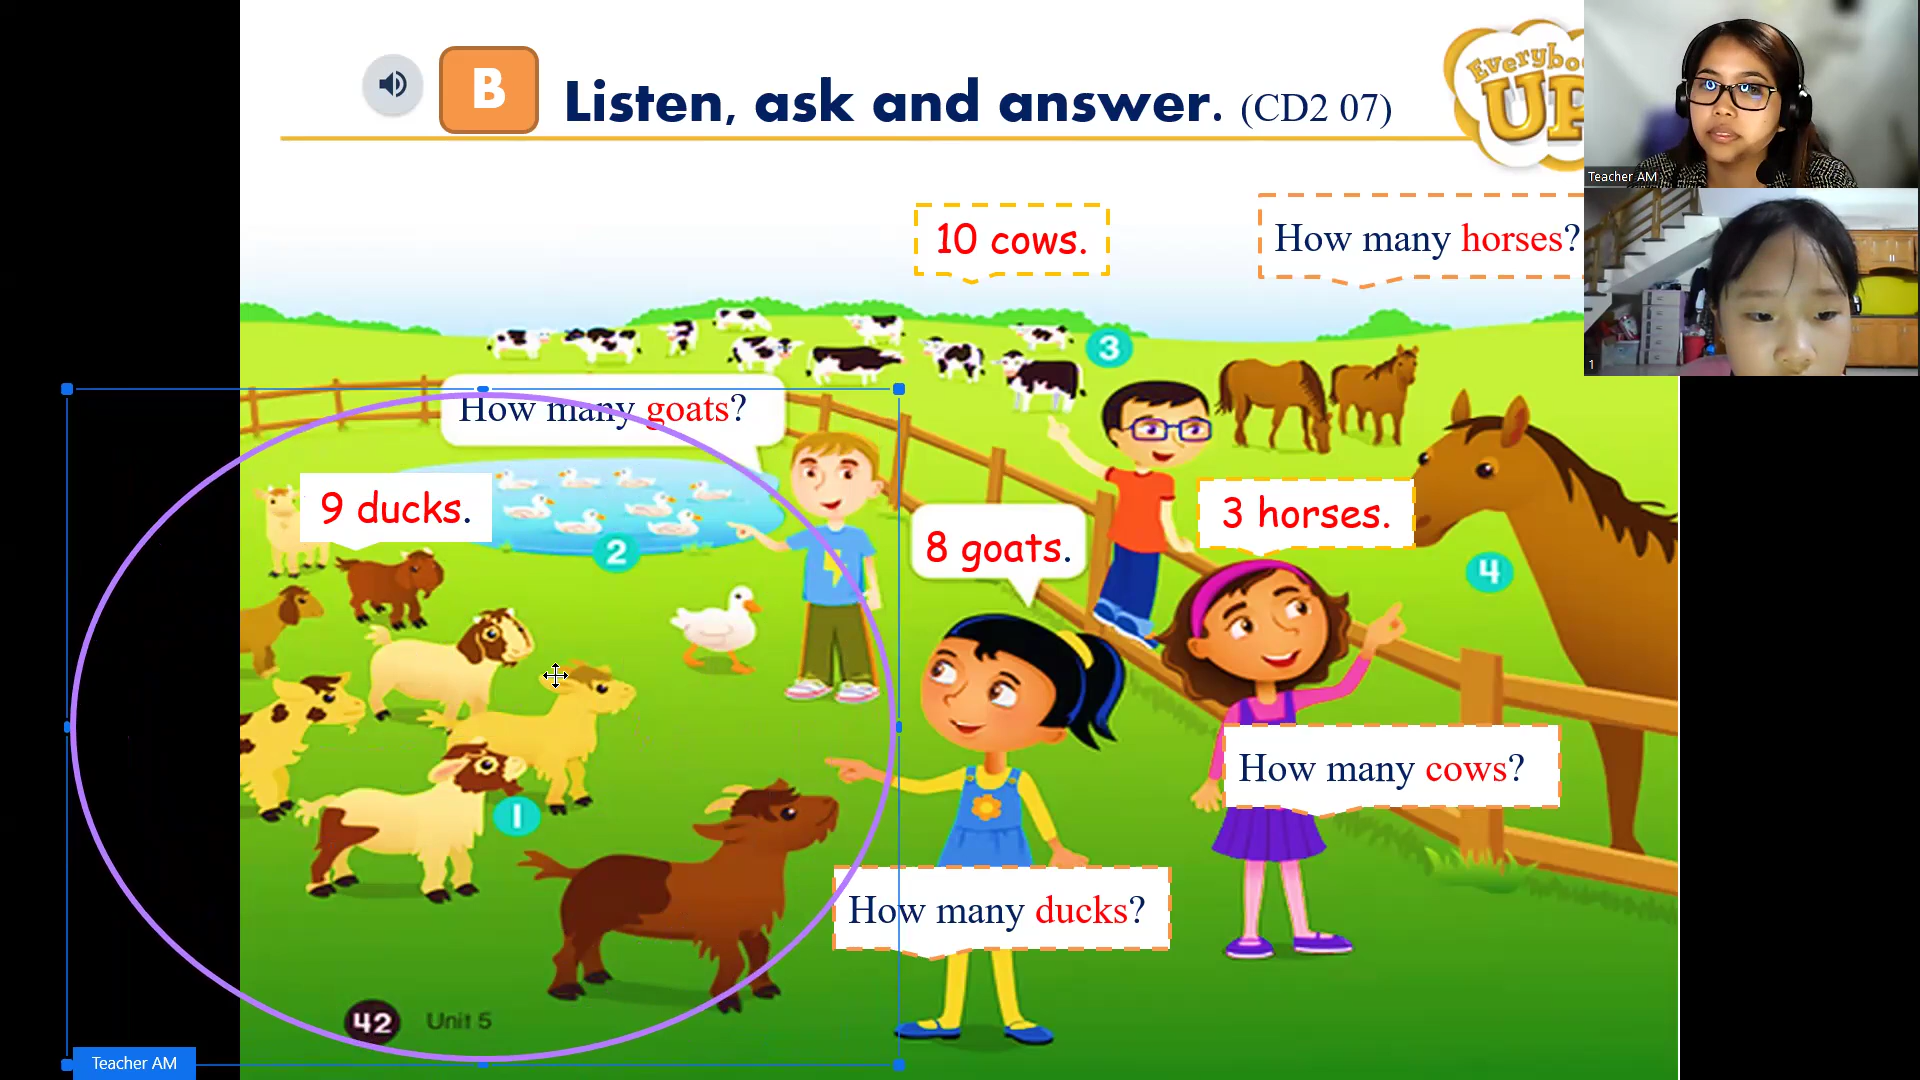 B Listen, ask and answer. (CD2 07)
UP
Teacher AM
10 cows.
How many horses?
1
3
How many goats?
9 ducks.
3 horses.
8 goats.
2
4
How many cows?
1
How many ducks?
42 Unit 5
Teacher AM